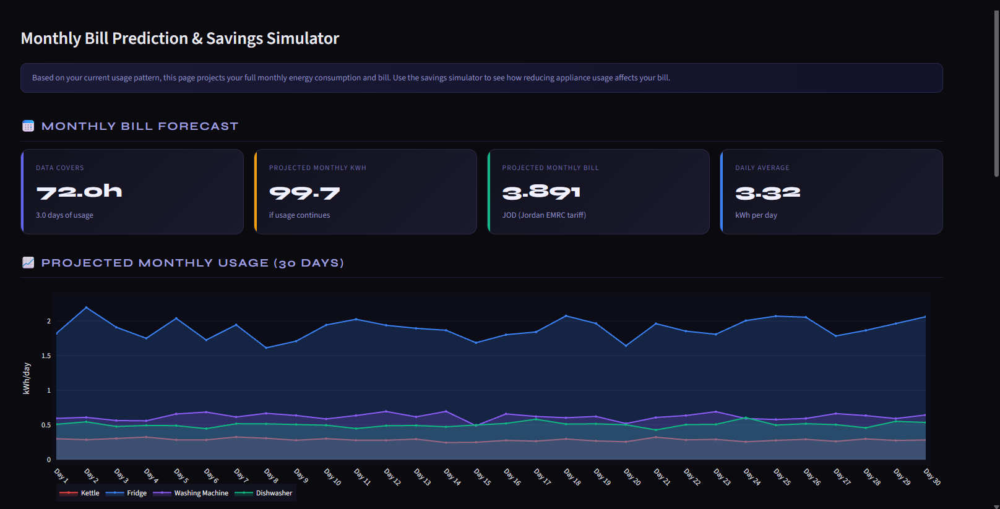 Monthly Bill Prediction & Savings Simulator
Based on your current usage pattern, this page projects your full monthly energy consumption and bill. Use the savings simulator to see how reducing appliance usage affects your bill.
MONTHLY BILL FORECAST
DATA COVERS
72.0h
3.0 days of usage
PROJECTED MONTHLY KWH
99.7
if usage continues
PROJECTED MONTHLY BILL
3.891
JOD (Jordan EMRC tariff)
DAILY AVERAGE
3.32
kWh per day
PROJECTED MONTHLY USAGE (30 DAYS)
kWh/day
2
1.5
1
0.5
0
Day 1
Day 2
Day 3
Day 4
Day 5
Day 6
Day 7
Day 8
Day 9
Day 10
Day 11
Day 12
Day 13
Day 14
Day 15
Day 16
Day 17
Day 18
Day 19
Day 20
Day 21
Day 22
Day 23
Day 24
Day 25
Day 26
Day 27
Day 28
Day 29
Day 30
Kettle Fridge Washing Machine Dishwasher